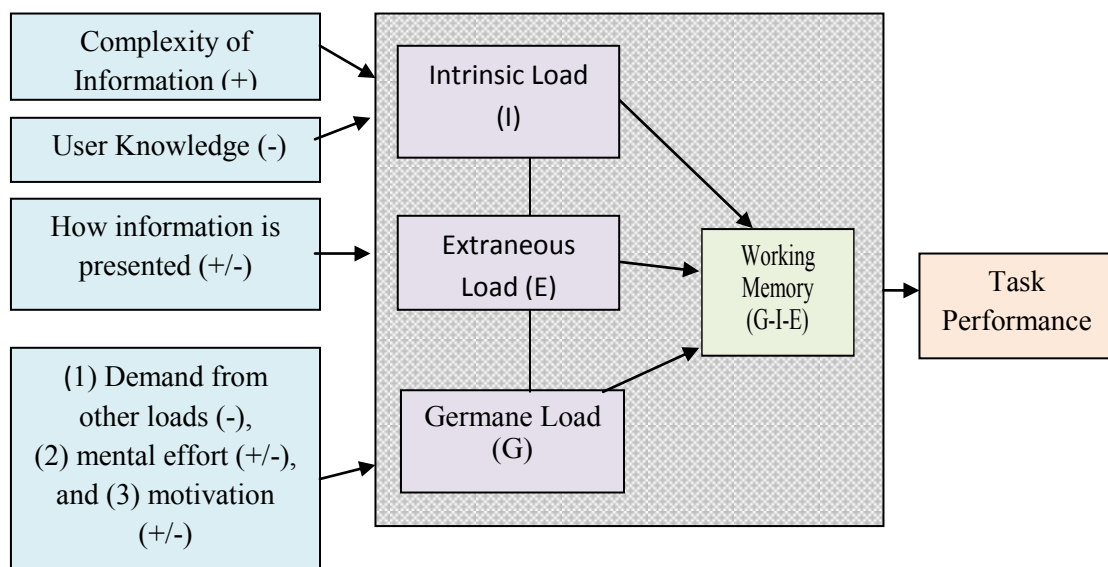 Complexity of
Information (+)
User Knowledge (-)
How information is
presented (+/-)
(1) Demand from
other loads (-),
(2) mental effort (+/-),
and (3) motivation
(+/-)
Intrinsic Load
(I)
Extraneous
Load (E)
Germane Load
(G)
Working
Memory
(G-I-E)
Task
Performance